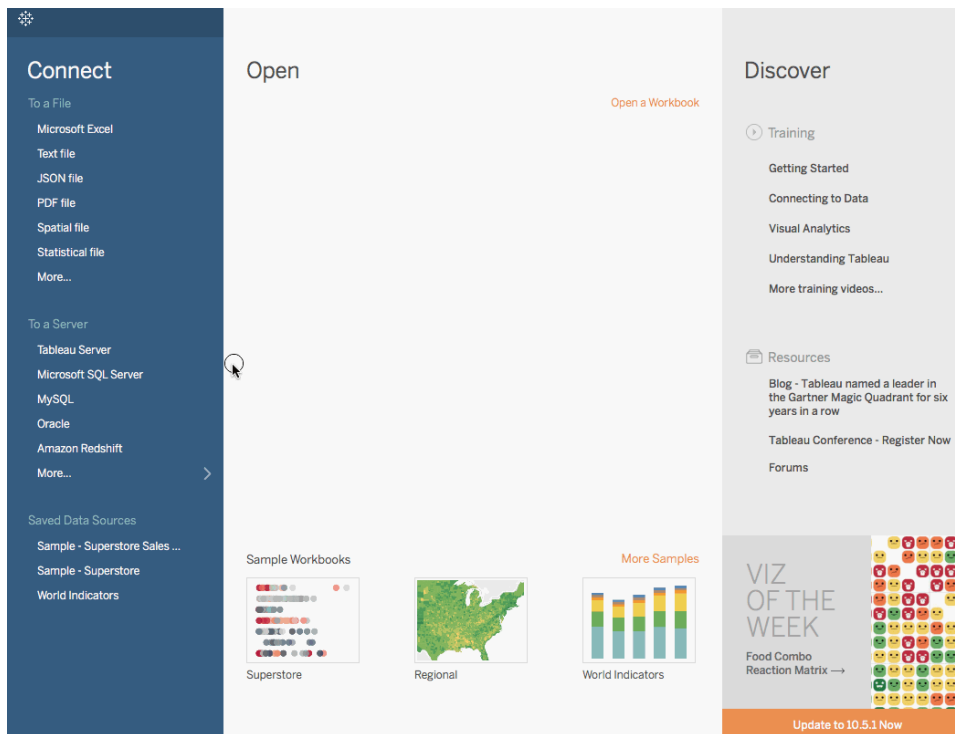 Connect
To a File
Microsoft Excel
Text file
JSON file
PDF file
Spatial file
Statistical file
More...
To a Server
Tableau Server
Microsoft SQL Server
MySQL
Oracle
Amazon Redshift
More...
Saved Data Sources
Sample - Superstore Sales ...
Sample - Superstore
World Indicators
Open
Open a Workbook
Sample Workbooks
More Samples
Superstore
Regional
World Indicators
Discover
Training
Getting Started
Connecting to Data
Visual Analytics
Understanding Tableau
More training videos...
Resources
Blog - Tableau named a leader in
the Gartner Magic Quadrant for six
years in a row
Tableau Conference - Register Now
Forums
VIZ
OF THE
WEEK
Food Combo
Reaction Matrix →
Update to 10.5.1 Now